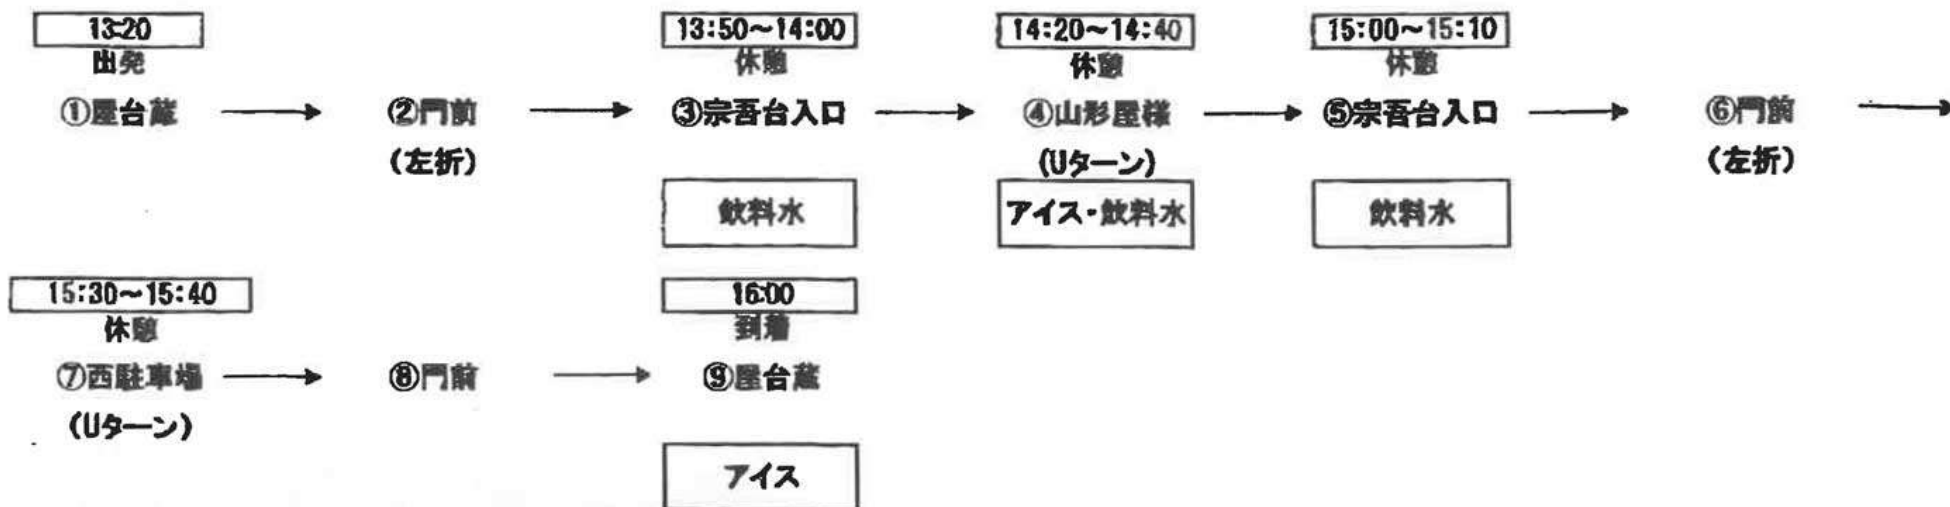 13:20 13:50～14:00 14:20～14:40 15:00～15:10
出発 休憩 休憩 休憩
①屋台蔵 → ②門前 → ③宗吾台入口 → ④山形屋様 → ⑤宗吾台入口 → ⑥門前 →
(左折) (Uターン) (左折)
飲料水 アイス・飲料水 飲料水
15:30～15:40 16:00
休憩 到着
⑦西駐車場 → ⑧門前 → ⑨屋台蔵
(Uターン)
アイス